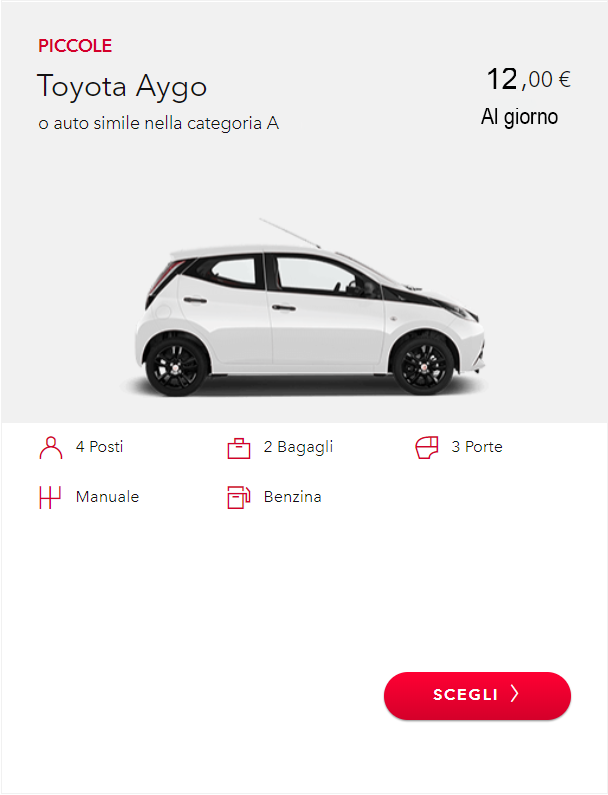 PICCOLE
Toyota Aygo
12,00 €
o auto simile nella categoria A
Al giorno
4 Posti
2 Bagagli
3 Porte
Manuale
Benzina
SCEGLI